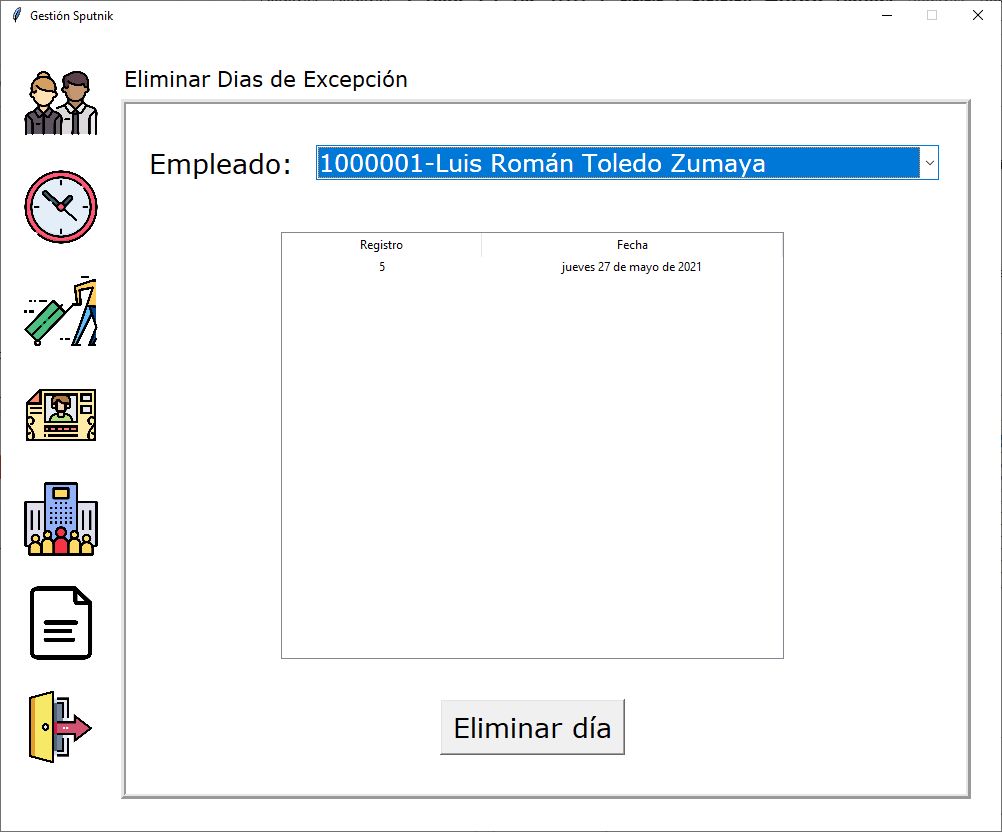 Gestión Sputnik
Eliminar Dias de Excepción
Empleado: 1000001-Luis Román Toledo Zumaya
Registro Fecha
5 jueves 27 de mayo de 2021
Eliminar día